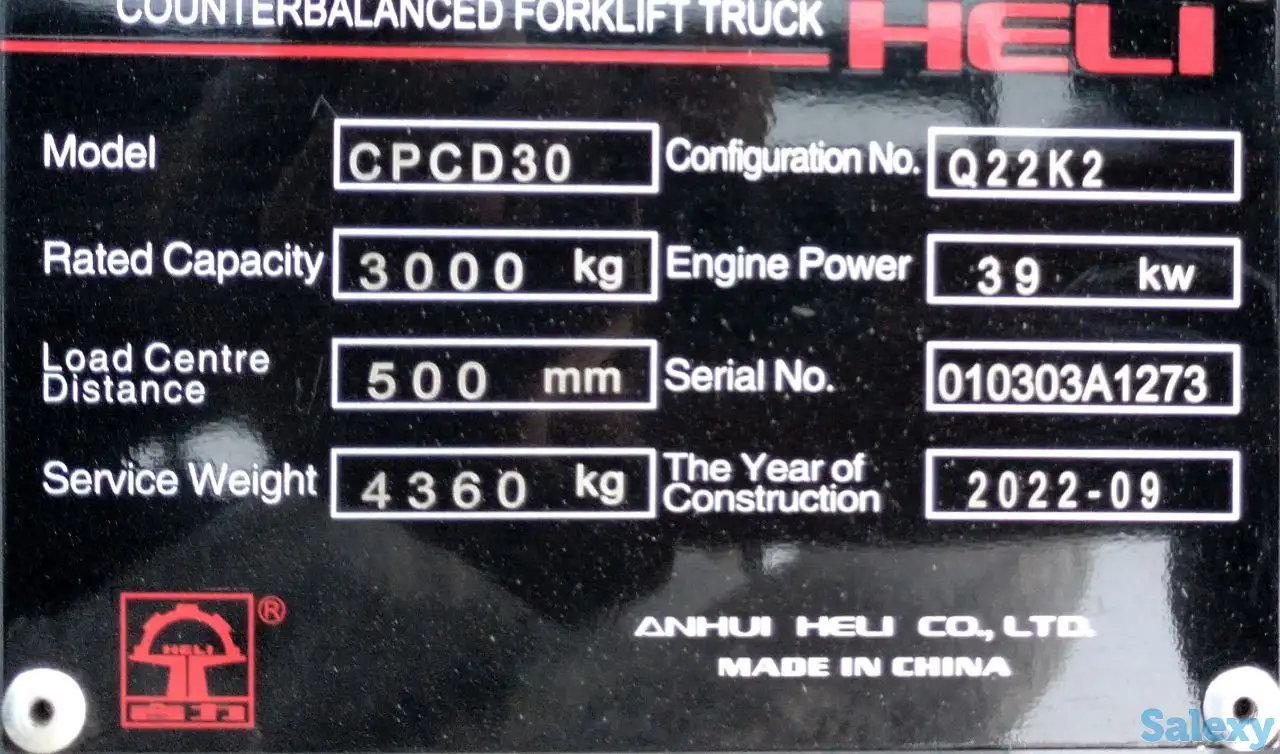 COUNTERBALANCED FORKLIFT TRUCK HELI
Model CPCD30 Configuration No. Q22K2
Rated Capacity 3000 kg Engine Power 39 kw
Load Centre
Distance 500 mm Serial No. 010303A1273
Service Weight 4360 kg The Year of
Construction 2022-09
HELI ®
合力
ANHUI HELI CO., LTD.
MADE IN CHINA
Salexy